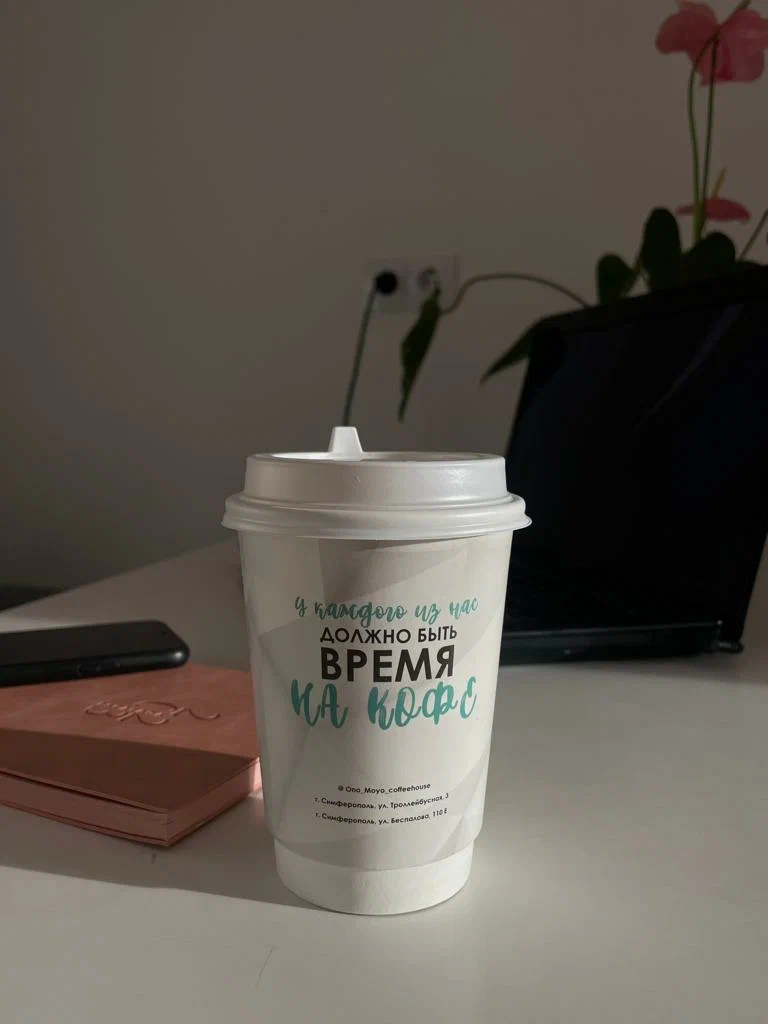 у каждого из нас
ДОЛЖНО БЫТЬ
ВРЕМЯ
НА КОФЕ
@ Ono_Moyo_coffeehouse
г. Симферополь, ул. Троллейбусная, 3
г. Симферополь, ул. Беспалова, 110 Е